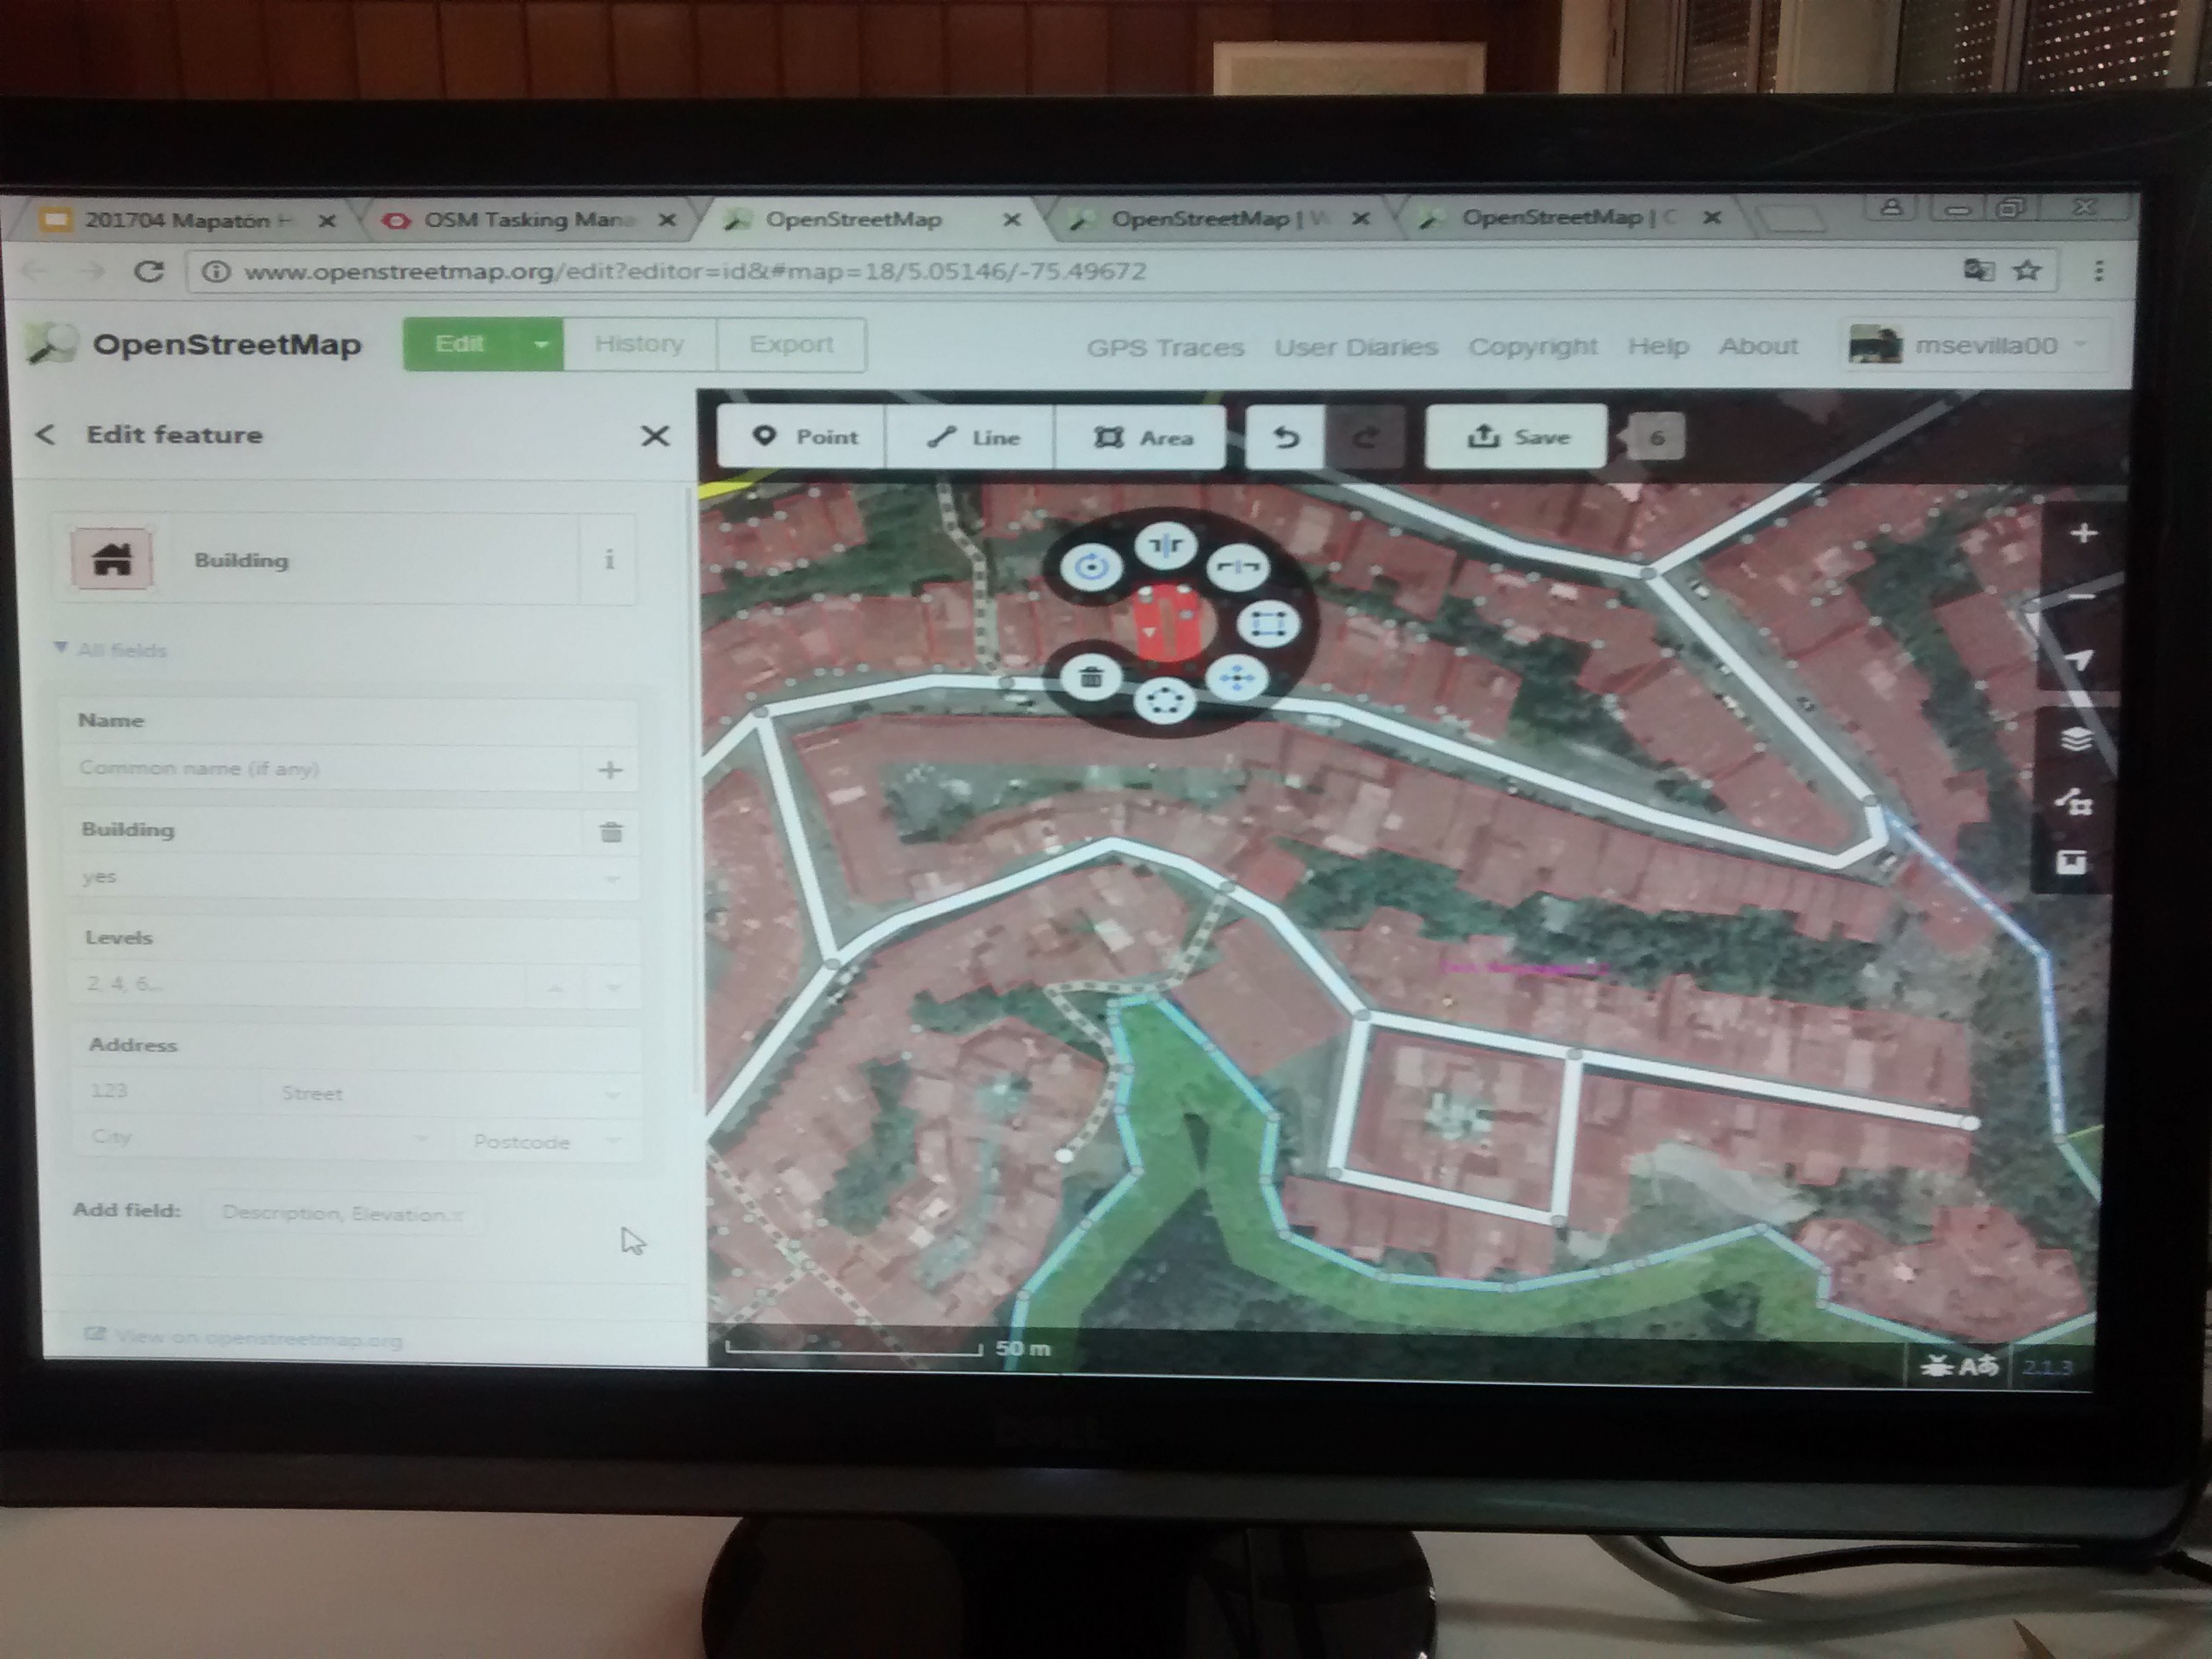 201704 Mapatón H
OSM Tasking Mana
OpenStreetMap
OpenStreetMap | W
OpenStreetMap | C
www.openstreetmap.org/edit?editor=id&#map=18/5.05146/-75.49672
OpenStreetMap
Edit
History
Export
GPS Traces
User Diaries
Copyright
Help
About
msevilla00
Edit feature
Point
Line
Area
Save
6
Building
i
All fields
Name
Common name (if any)
Building
yes
Levels
2, 4, 6...
Address
123
Street
City
Postcode
Add field:
Description, Elevation...
View on openstreetmap.org
50 m
Aあ
2.1.3
DELL